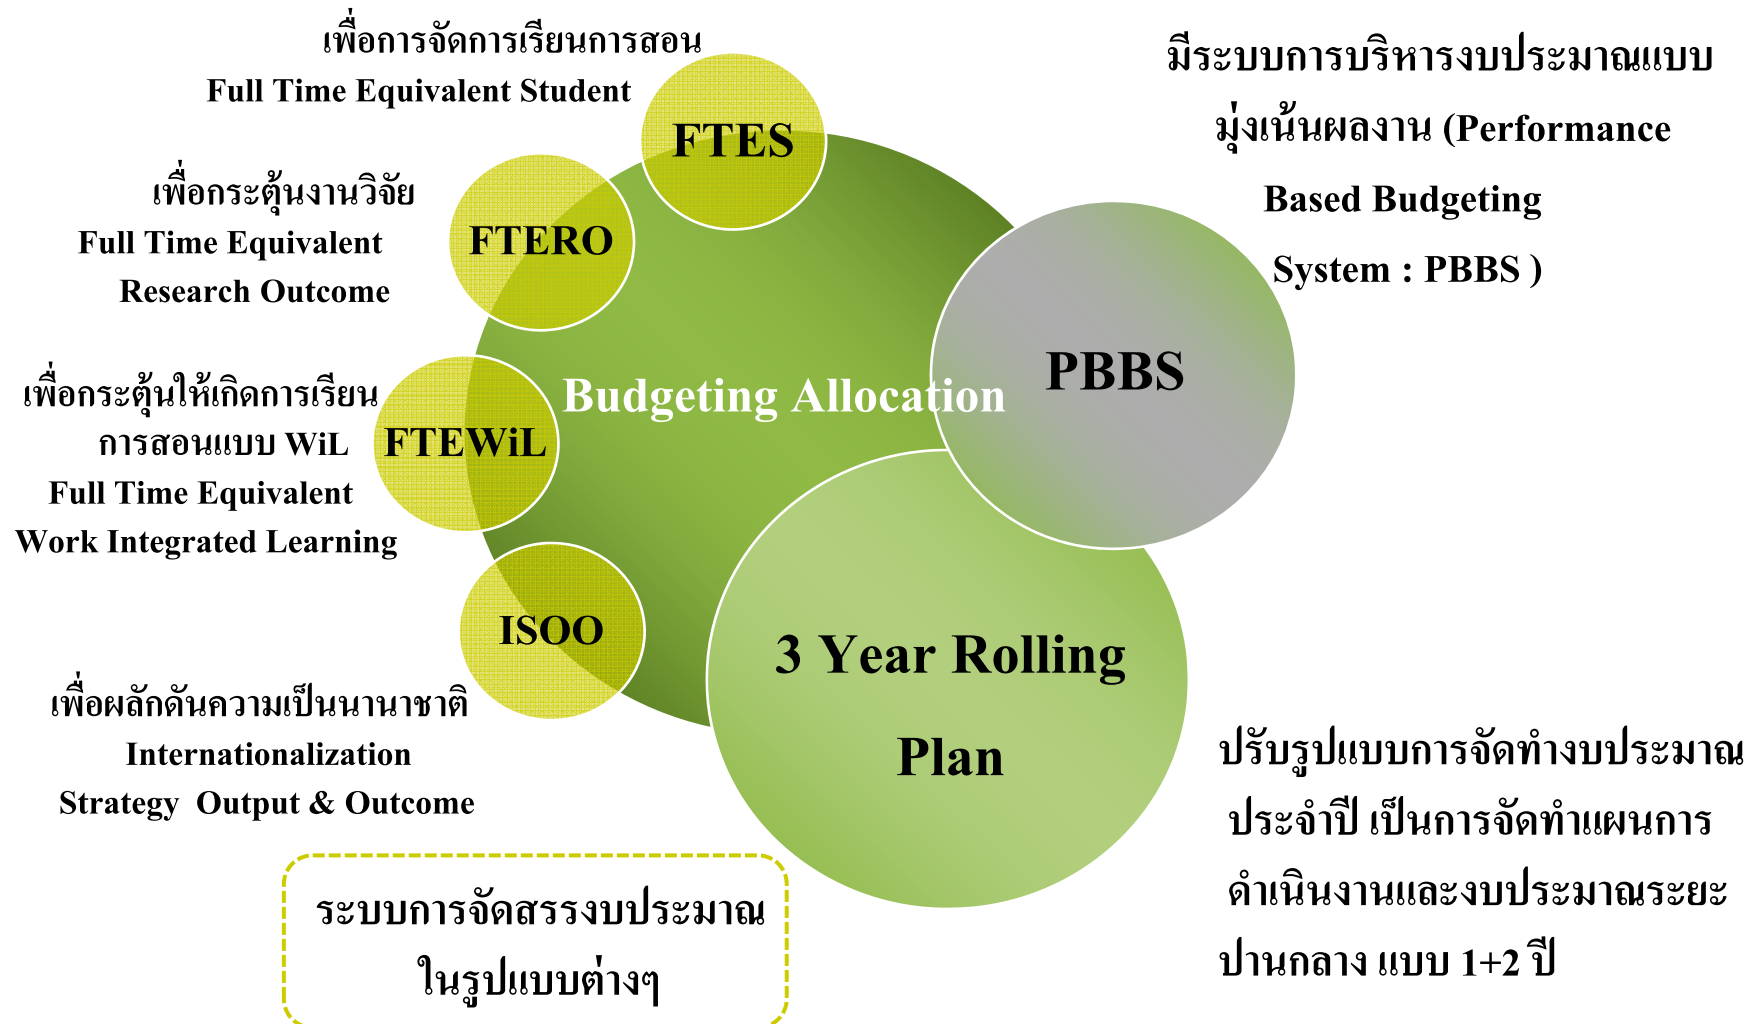 เพื่อการจัดการเรียนการสอน
Full Time Equivalent Student
FTES
เพื่อกระตุ้นงานวิจัย
Full Time Equivalent
Research Outcome
FTERO
เพื่อกระตุ้นให้เกิดการเรียน
การสอนแบบ WiL
Full Time Equivalent
Work Integrated Learning
FTEWiL
ISOO
เพื่อผลักดันความเป็นนานาชาติ
Internationalization
Strategy Output & Outcome
Budgeting Allocation
มีระบบการบริหารงบประมาณแบบ
มุ่งเน้นผลงาน (Performance
Based Budgeting
System : PBBS )
PBBS
3 Year Rolling
Plan
ปรับรูปแบบการจัดทำงบประมาณ
ประจำปี เป็นการจัดทำแผนการ
ดำเนินงานและงบประมาณระยะ
ปานกลาง แบบ 1+2 ปี
ระบบการจัดสรรงบประมาณ
ในรูปแบบต่างๆ